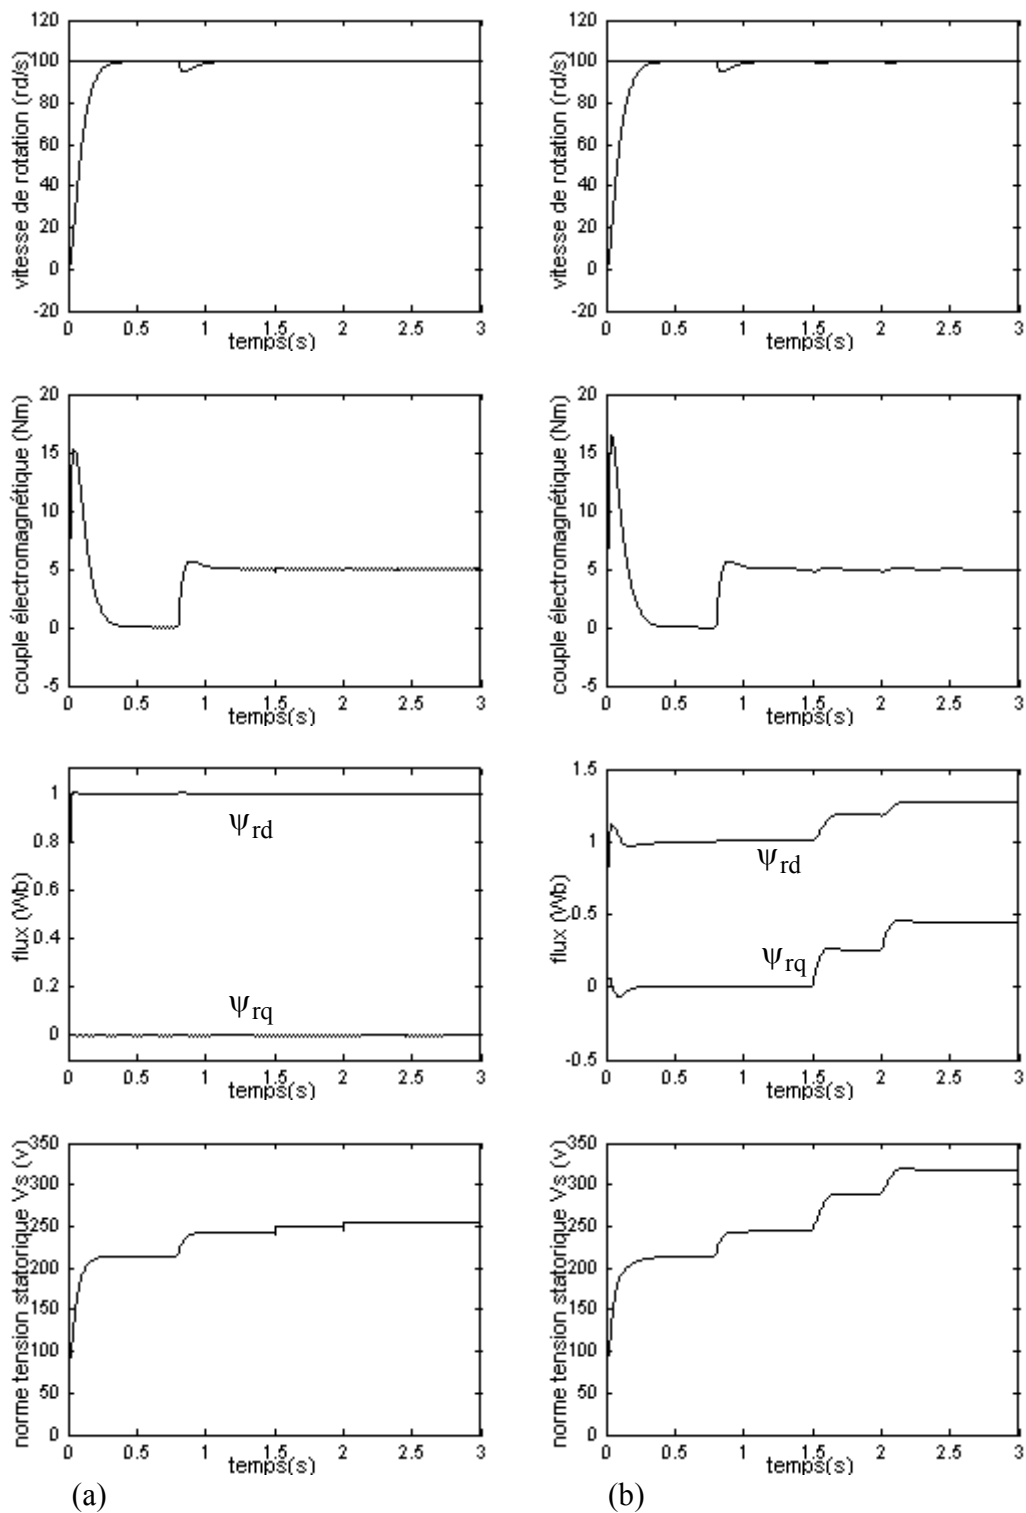 120
100
80
60
40
20
0
-20
vitesse de rotation (rd/s)
0 0.5 1 1.5 2 2.5 3
temps(s)
120
100
80
60
40
20
0
-20
vitesse de rotation (rd/s)
0 0.5 1 1.5 2 2.5 3
temps(s)
20
15
10
5
0
-5
couple électromagnétique (Nm)
0 0.5 1 1.5 2 2.5 3
temps(s)
20
15
10
5
0
-5
couple électromagnétique (Nm)
0 0.5 1 1.5 2 2.5 3
temps(s)
1
0.8
0.6
0.4
0.2
0
flux (Wb)
ψrd
ψrq
0 0.5 1 1.5 2 2.5 3
temps(s)
1.5
1
0.5
0
-0.5
flux (Wb)
ψrd
ψrq
0 0.5 1 1.5 2 2.5 3
temps(s)
350
300
250
200
150
100
50
0
norme tension statorique Vs (v)
0 0.5 1 1.5 2 2.5 3
temps(s)
350
300
250
200
150
100
50
0
norme tension statorique Vs (v)
0 0.5 1 1.5 2 2.5 3
temps(s)
(a)
(b)